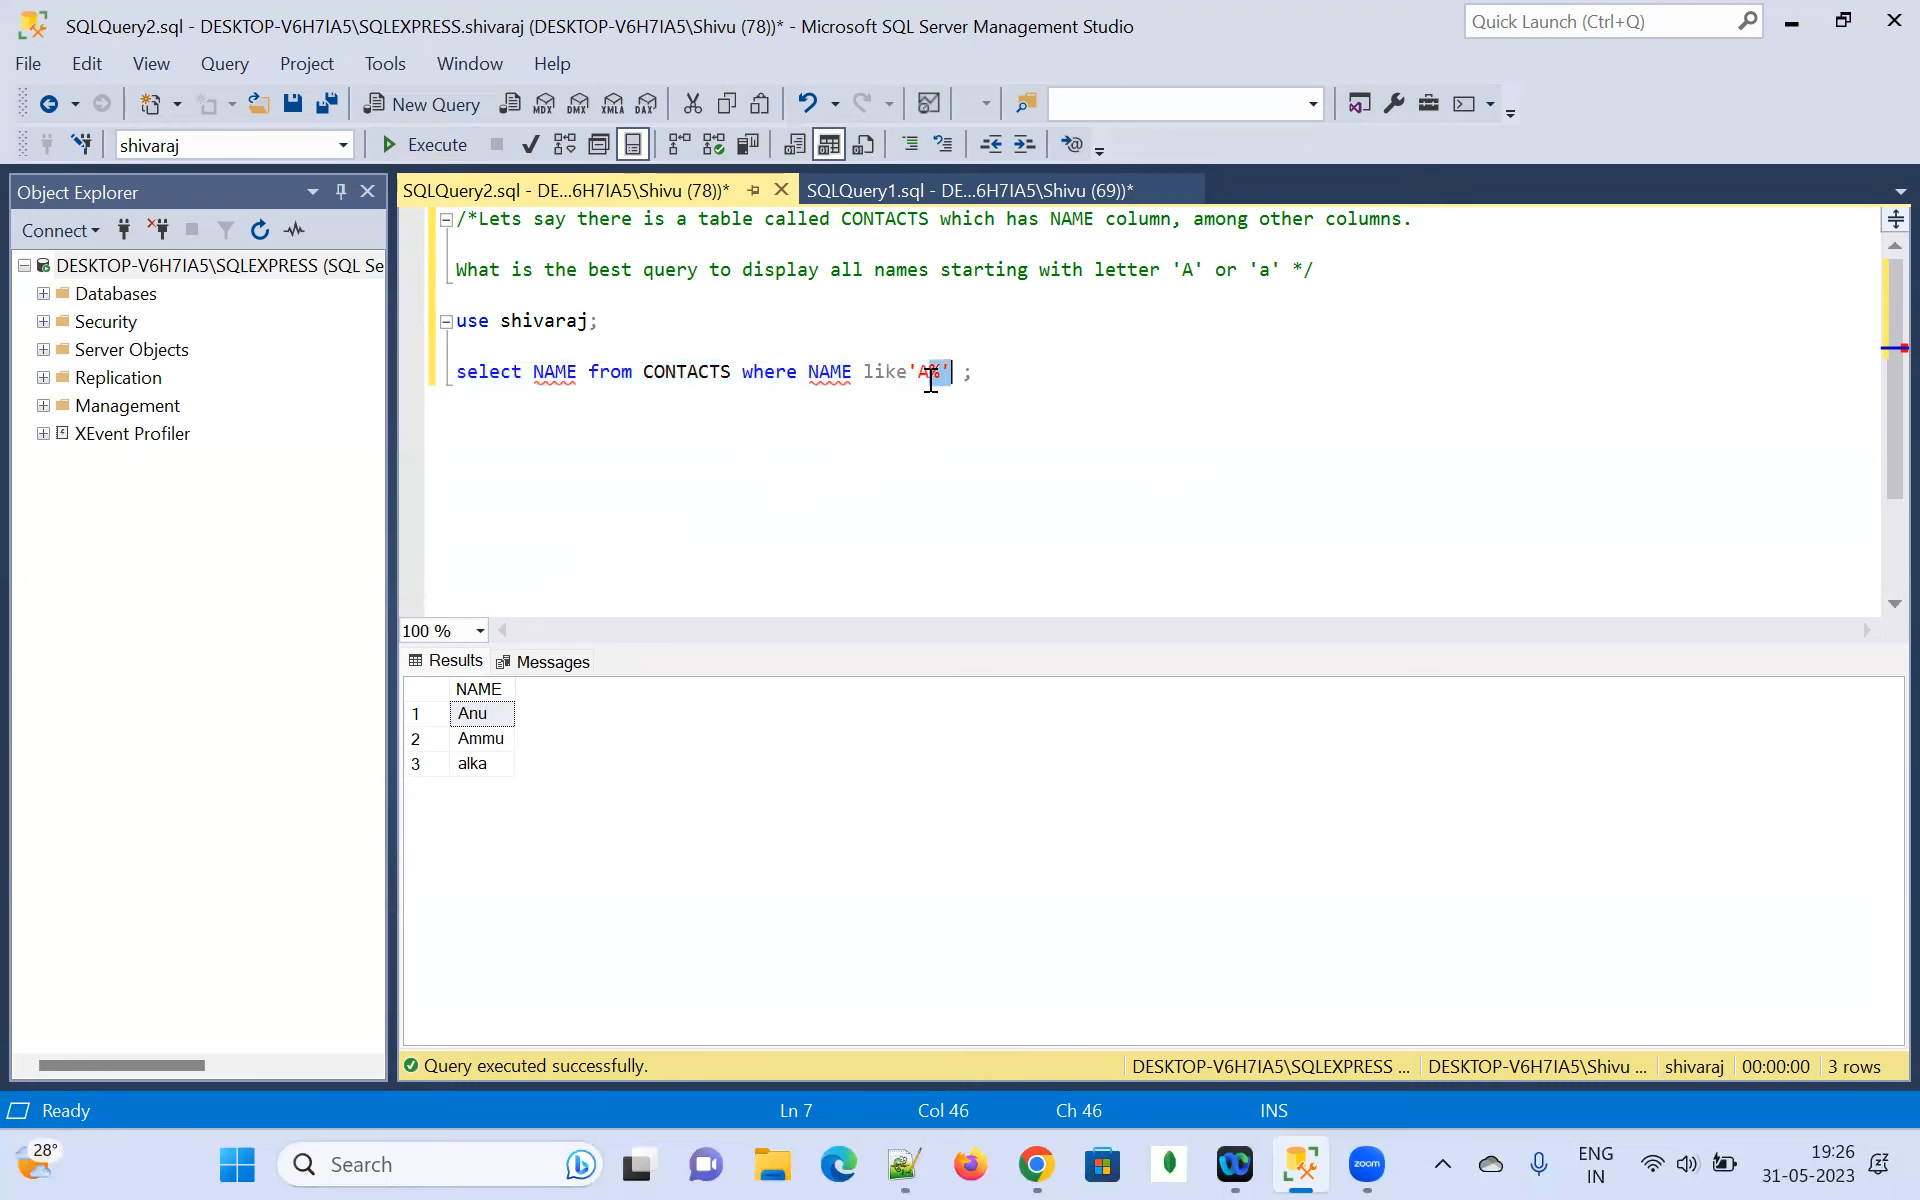 SQLQuery2.sql - DESKTOP-V6H7IA5\SQLEXPRESS.shivaraj (DESKTOP-V6H7IA5\Shivu (78))* - Microsoft SQL Server Management Studio
Quick Launch (Ctrl+Q)
File Edit View Query Project Tools Window Help
New Query MDX DMX XMLA DAX
shivaraj Execute
Object Explorer
SQLQuery2.sql - DE...6H7IA5\Shivu (78))* SQLQuery1.sql - DE...6H7IA5\Shivu (69))*
Connect
DESKTOP-V6H7IA5\SQLEXPRESS (SQL Se
Databases
Security
Server Objects
Replication
Management
XEvent Profiler
/*Lets say there is a table called CONTACTS which has NAME column, among other columns.
What is the best query to display all names starting with letter 'A' or 'a' */
use shivaraj;
select NAME from CONTACTS where NAME like'A%' ;
100 %
Results Messages
NAME
1 Anu
2 Ammu
3 alka
Query executed successfully. DESKTOP-V6H7IA5\SQLEXPRESS ... DESKTOP-V6H7IA5\Shivu ... shivaraj 00:00:00 3 rows
Ready Ln 7 Col 46 Ch 46 INS
28° Search zoom ENG IN 19:26
31-05-2023